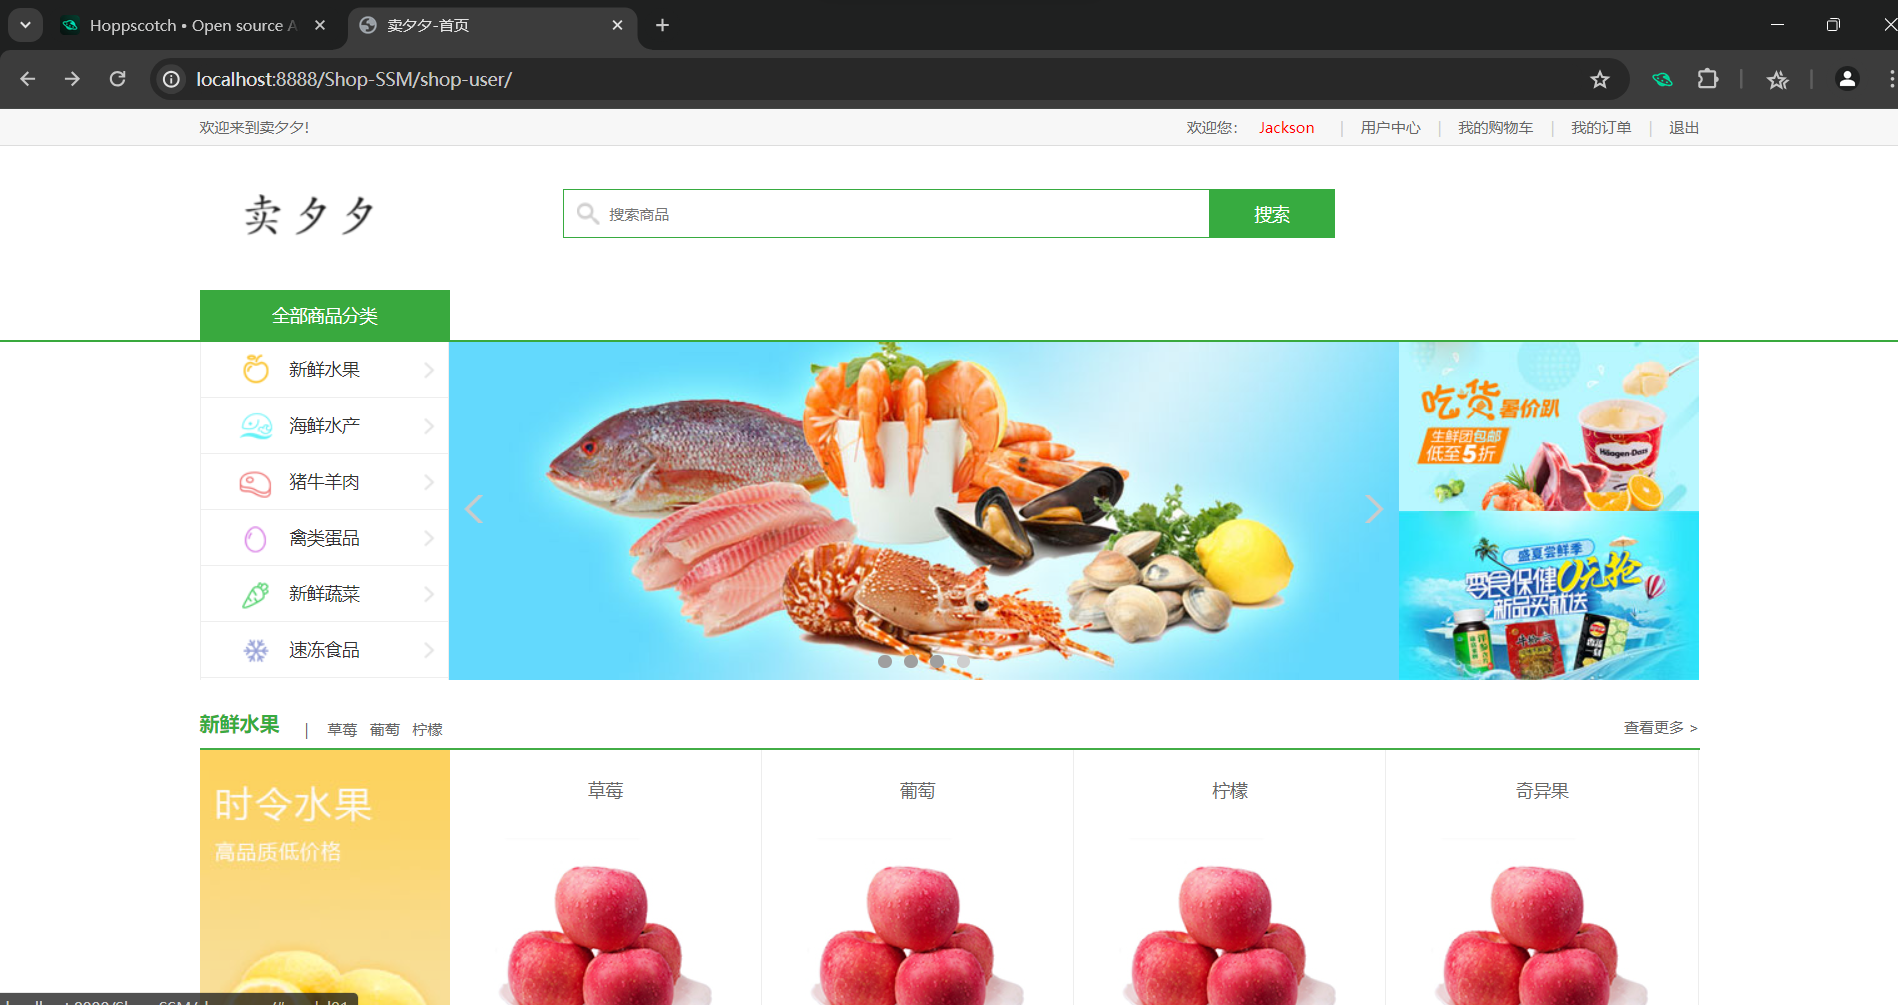 Hoppscotch • Open source A
卖夕夕-首页
localhost:8888/Shop-SSM/shop-user/
欢迎来到卖夕夕!
欢迎您: Jackson | 用户中心 | 我的购物车 | 我的订单 | 退出
卖夕夕
搜索商品
搜索
全部商品分类
新鲜水果
海鲜水产
猪牛羊肉
禽类蛋品
新鲜蔬菜
速冻食品
吃货暑价趴
生鲜团包邮
低至5折
Häagen-Dazs
盛夏尝鲜季
零食保健0元抢
新品买就送
新鲜水果 | 草莓 葡萄 柠檬
查看更多 >
时令水果
高品质低价格
草莓
葡萄
柠檬
奇异果